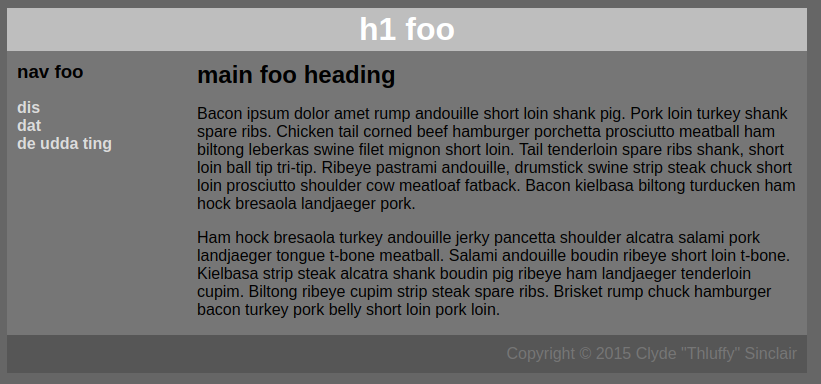 h1 foo
nav foo
dis
dat
de udda ting
main foo heading
Bacon ipsum dolor amet rump andouille short loin shank pig. Pork loin turkey shank
spare ribs. Chicken tail corned beef hamburger porchetta prosciutto meatball ham
biltong leberkas swine filet mignon short loin. Tail tenderloin spare ribs shank, short
loin ball tip tri-tip. Ribeye pastrami andouille, drumstick swine strip steak chuck short
loin prosciutto shoulder cow meatloaf fatback. Bacon kielbasa biltong turducken ham
hock bresaola landjaeger pork.
Ham hock bresaola turkey andouille jerky pancetta shoulder alcatra salami pork
landjaeger tongue t-bone meatball. Salami andouille boudin ribeye short loin t-bone.
Kielbasa strip steak alcatra shank boudin pig ribeye ham landjaeger tenderloin
cupim. Biltong ribeye cupim strip steak spare ribs. Brisket rump chuck hamburger
bacon turkey pork belly short loin pork loin.
Copyright © 2015 Clyde "Thluffy" Sinclair